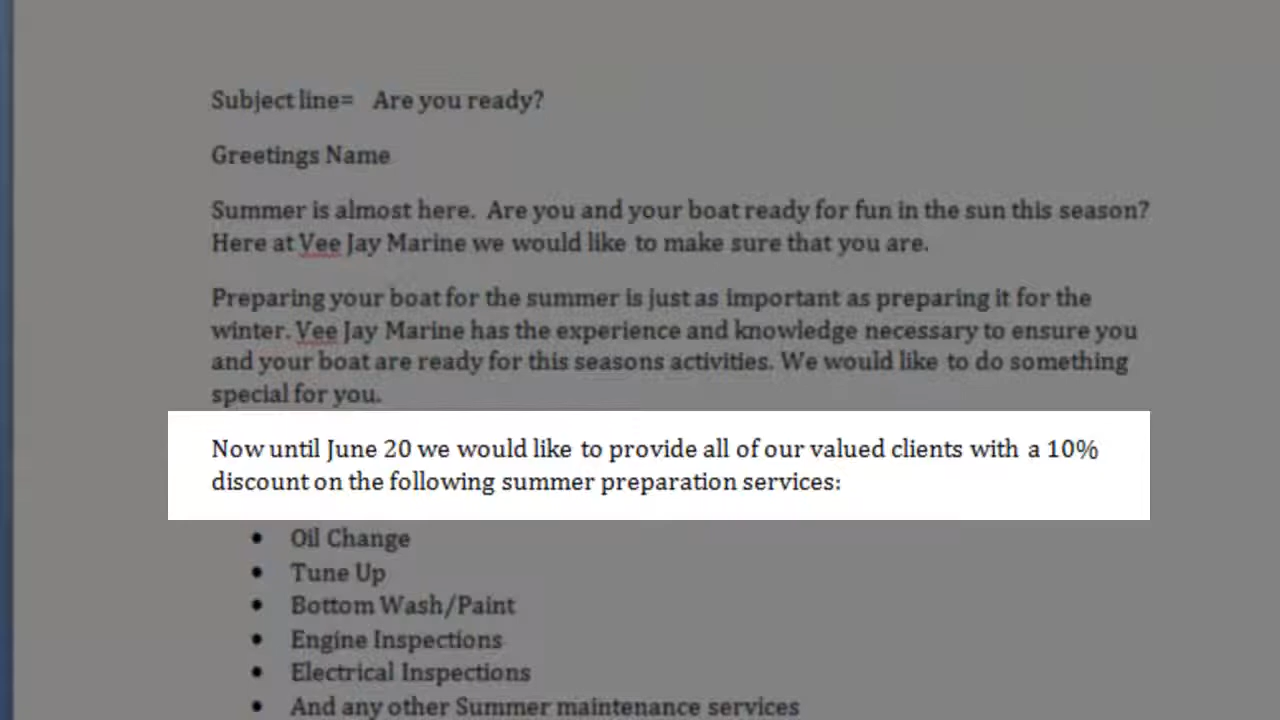 Subject line=   Are you ready?
Greetings Name
Summer is almost here.  Are you and your boat ready for fun in the sun this season?
Here at Vee Jay Marine we would like to make sure that you are.
Preparing your boat for the summer is just as important as preparing it for the
winter. Vee Jay Marine has the experience and knowledge necessary to ensure you
and your boat are ready for this seasons activities. We would like to do something
special for you.
Now until June 20 we would like to provide all of our valued clients with a 10%
discount on the following summer preparation services:
• Oil Change
• Tune Up
• Bottom Wash/Paint
• Engine Inspections
• Electrical Inspections
• And any other Summer maintenance services